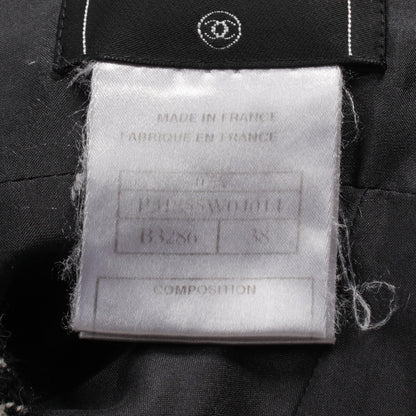 MADE IN FRANCE
FABRIQUE EN FRANCE
B3286 38
COMPOSITION